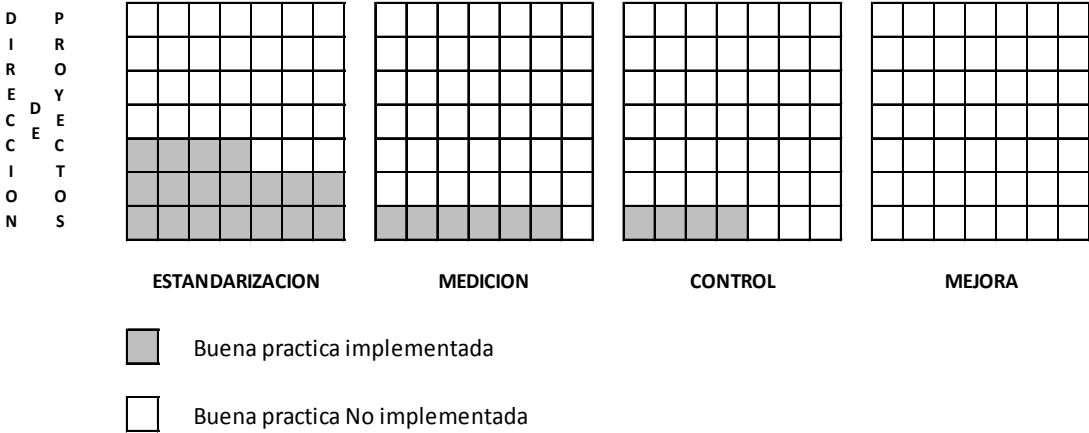 DIRECCION
DE
PROYECTOS
ESTANDARIZACION
MEDICION
CONTROL
MEJORA
Buena practica implementada
Buena practica No implementada